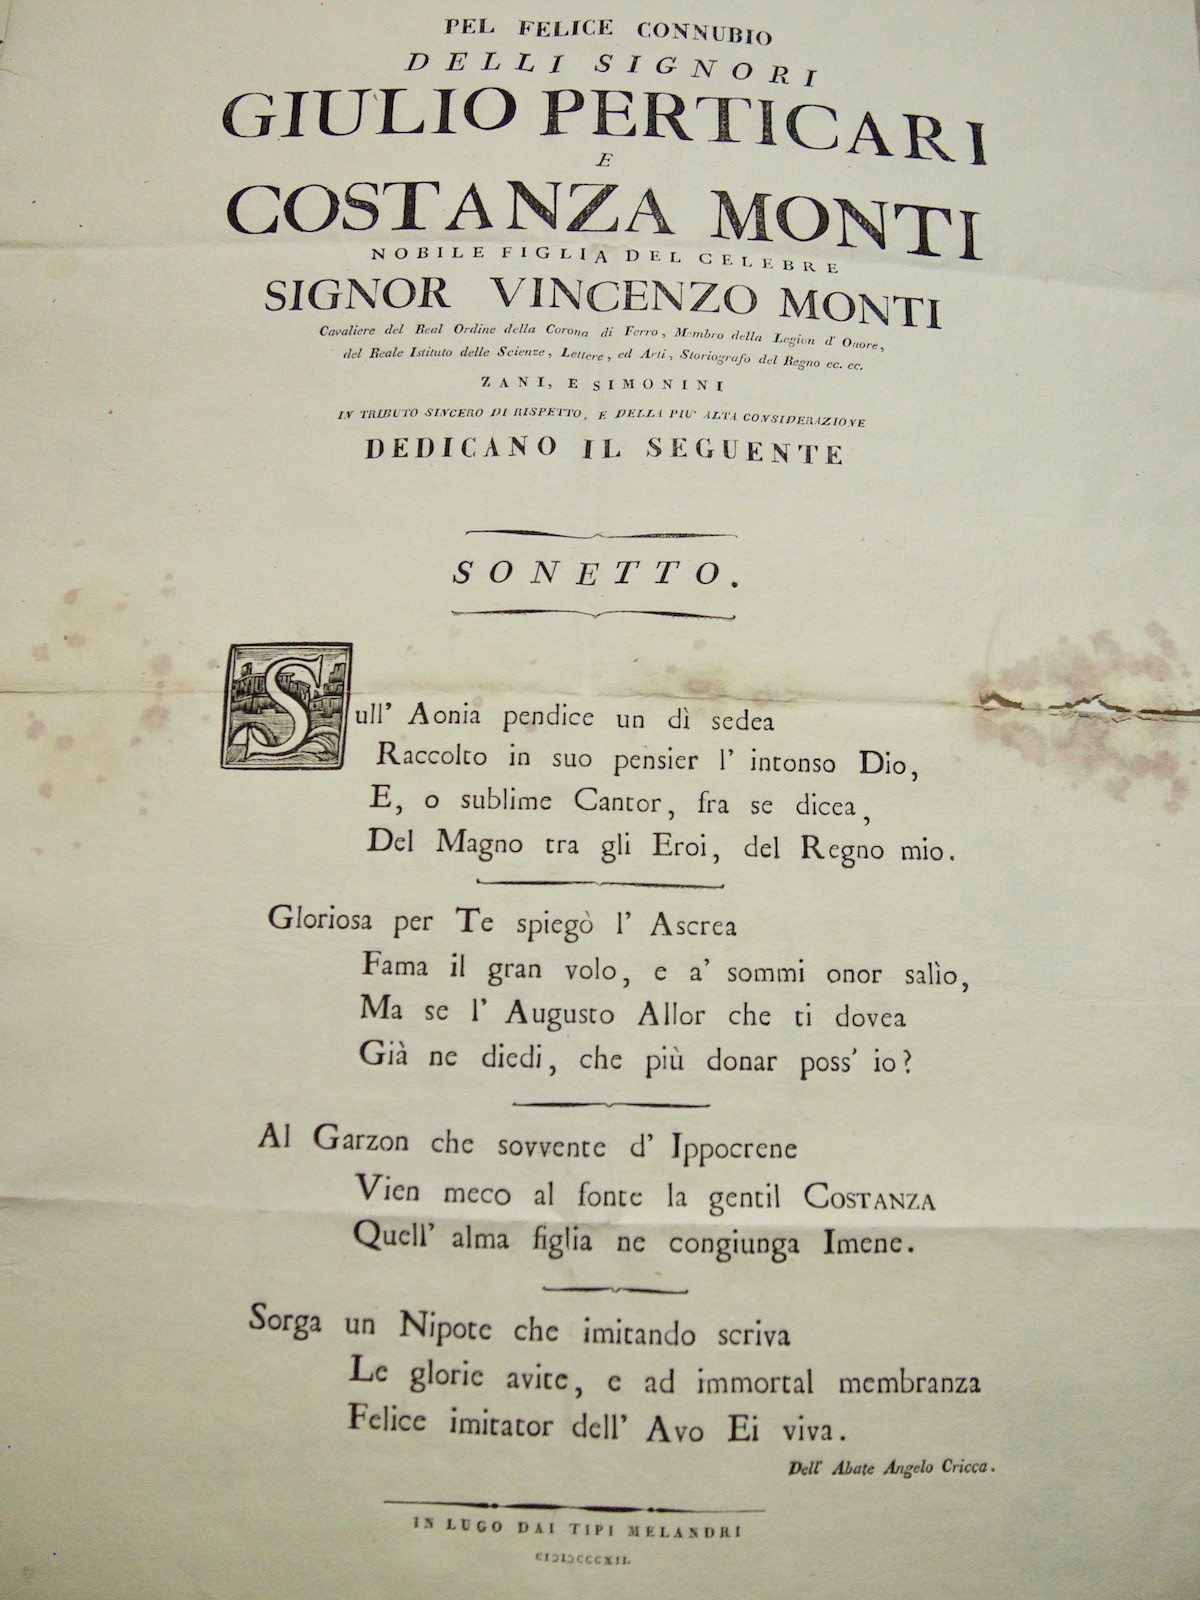 PEL FELICE CONNUBIO
DELLI SIGNORI
GIULIO PERTICARI
E
COSTANZA MONTI
NOBILE FIGLIA DEL CELEBRE
SIGNOR VINCENZO MONTI
Cavaliere del Real Ordine della Corona di Ferro, Membro della Legion d' Onore,
del Reale Istituto delle Scienze, Lettere, ed Arti, Storiografo del Regno ec. ec.
ZANI, E SIMONINI
IN TRIBUTO SINCERO DI RISPETTO, E DELLA PIU' ALTA CONSIDERAZIONE
DEDICANO IL SEGUENTE
SONETTO.
Sull' Aonia pendice un dì sedea
Raccolto in suo pensier l' intonso Dio,
E, o sublime Cantor, fra se dicea,
Del Magno tra gli Eroi, del Regno mio.
Gloriosa per Te spiegò l' Ascrea
Fama il gran volo, e a' sommi onor salìo,
Ma se l' Augusto Allor che ti dovea
Già ne diedi, che più donar poss' io?
Al Garzon che sovvente d' Ippocrene
Vien meco al fonte la gentil COSTANZA
Quell' alma figlia ne congiunga Imene.
Sorga un Nipote che imitando scriva
Le glorie avite, e ad immortal membranza
Felice imitator dell' Avo Ei viva.
Dell' Abate Angelo Cricca.
IN LUGO DAI TIPI MELANDRI
CIƆIƆCCCXII.